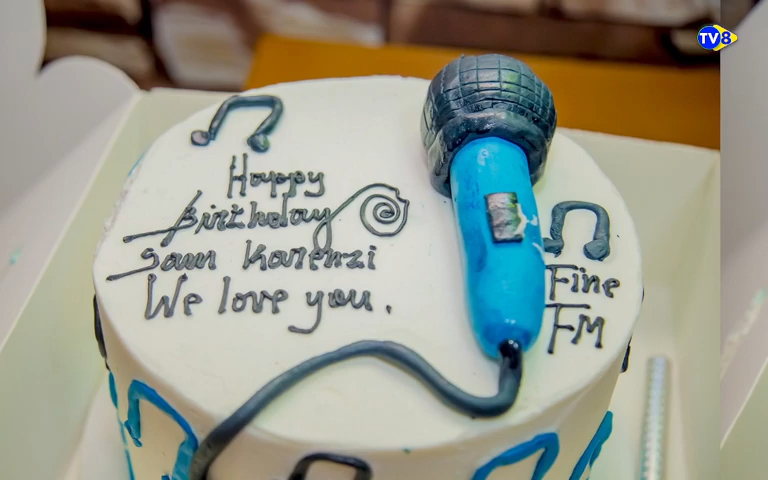 TV8
Happy
Birthday
Sam Karenzi
We love you.
Fine
FM